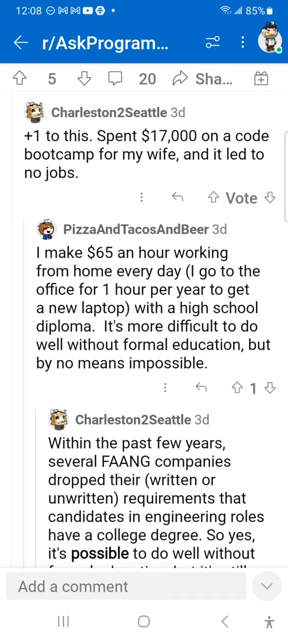 12:08
85%
r/AskProgram...
5
20
Sha...
Charleston2Seattle 3d
+1 to this. Spent $17,000 on a code
bootcamp for my wife, and it led to
no jobs.
Vote
PizzaAndTacosAndBeer 3d
I make $65 an hour working
from home every day (I go to the
office for 1 hour per year to get
a new laptop) with a high school
diploma. It's more difficult to do
well without formal education, but
by no means impossible.
1
Charleston2Seattle 3d
Within the past few years,
several FAANG companies
dropped their (written or
unwritten) requirements that
candidates in engineering roles
have a college degree. So yes,
it's possible to do well without
Add a comment